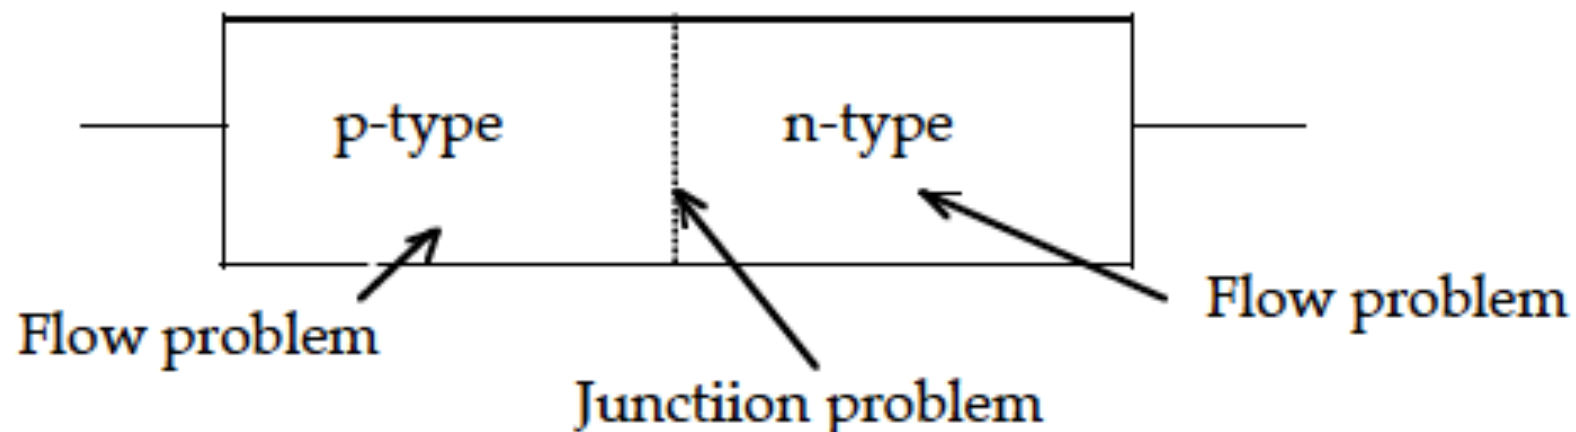 p-type
n-type
Flow problem
Flow problem
Junctiion problem